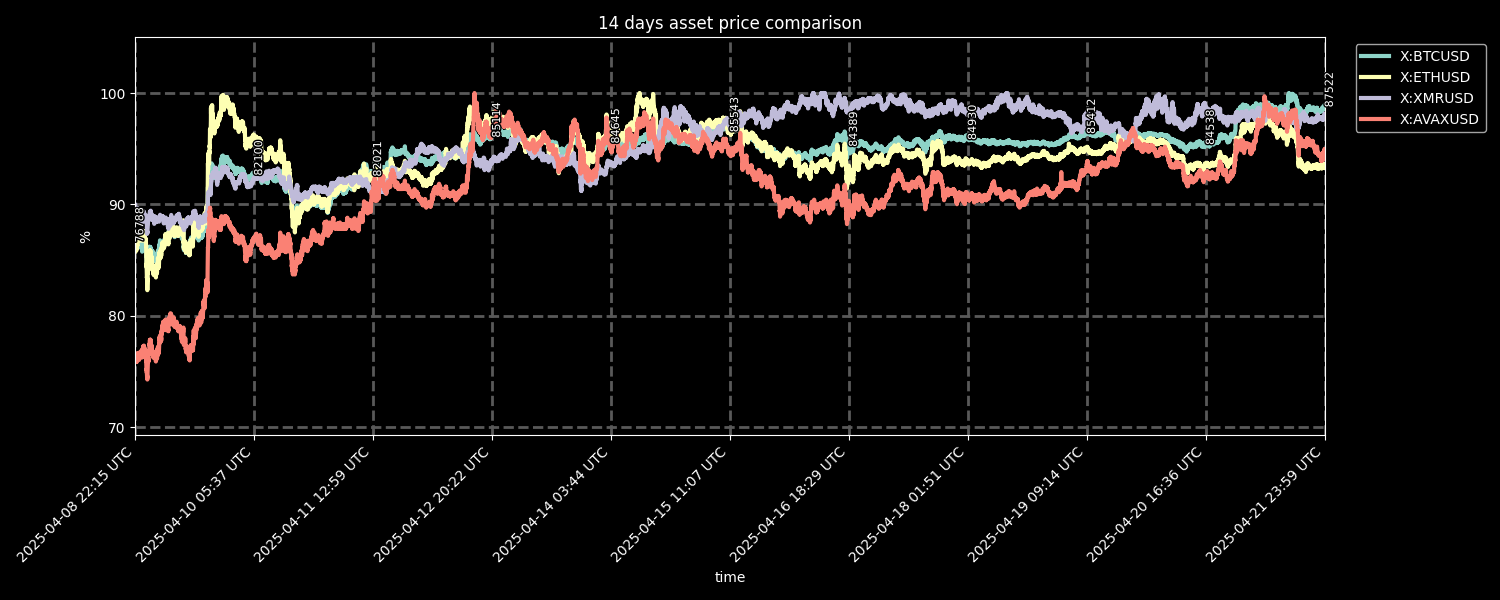 14 days asset price comparison
X:BTCUSD
X:ETHUSD
X:XMRUSD
X:AVAXUSD
100
90
80
70
%
76788
82100
82021
85114
84645
85543
84389
84930
85412
84538
87522
2025-04-08 22:15 UTC
2025-04-10 05:37 UTC
2025-04-11 12:59 UTC
2025-04-12 20:22 UTC
2025-04-14 03:44 UTC
2025-04-15 11:07 UTC
2025-04-16 18:29 UTC
2025-04-18 01:51 UTC
2025-04-19 09:14 UTC
2025-04-20 16:36 UTC
2025-04-21 23:59 UTC
time